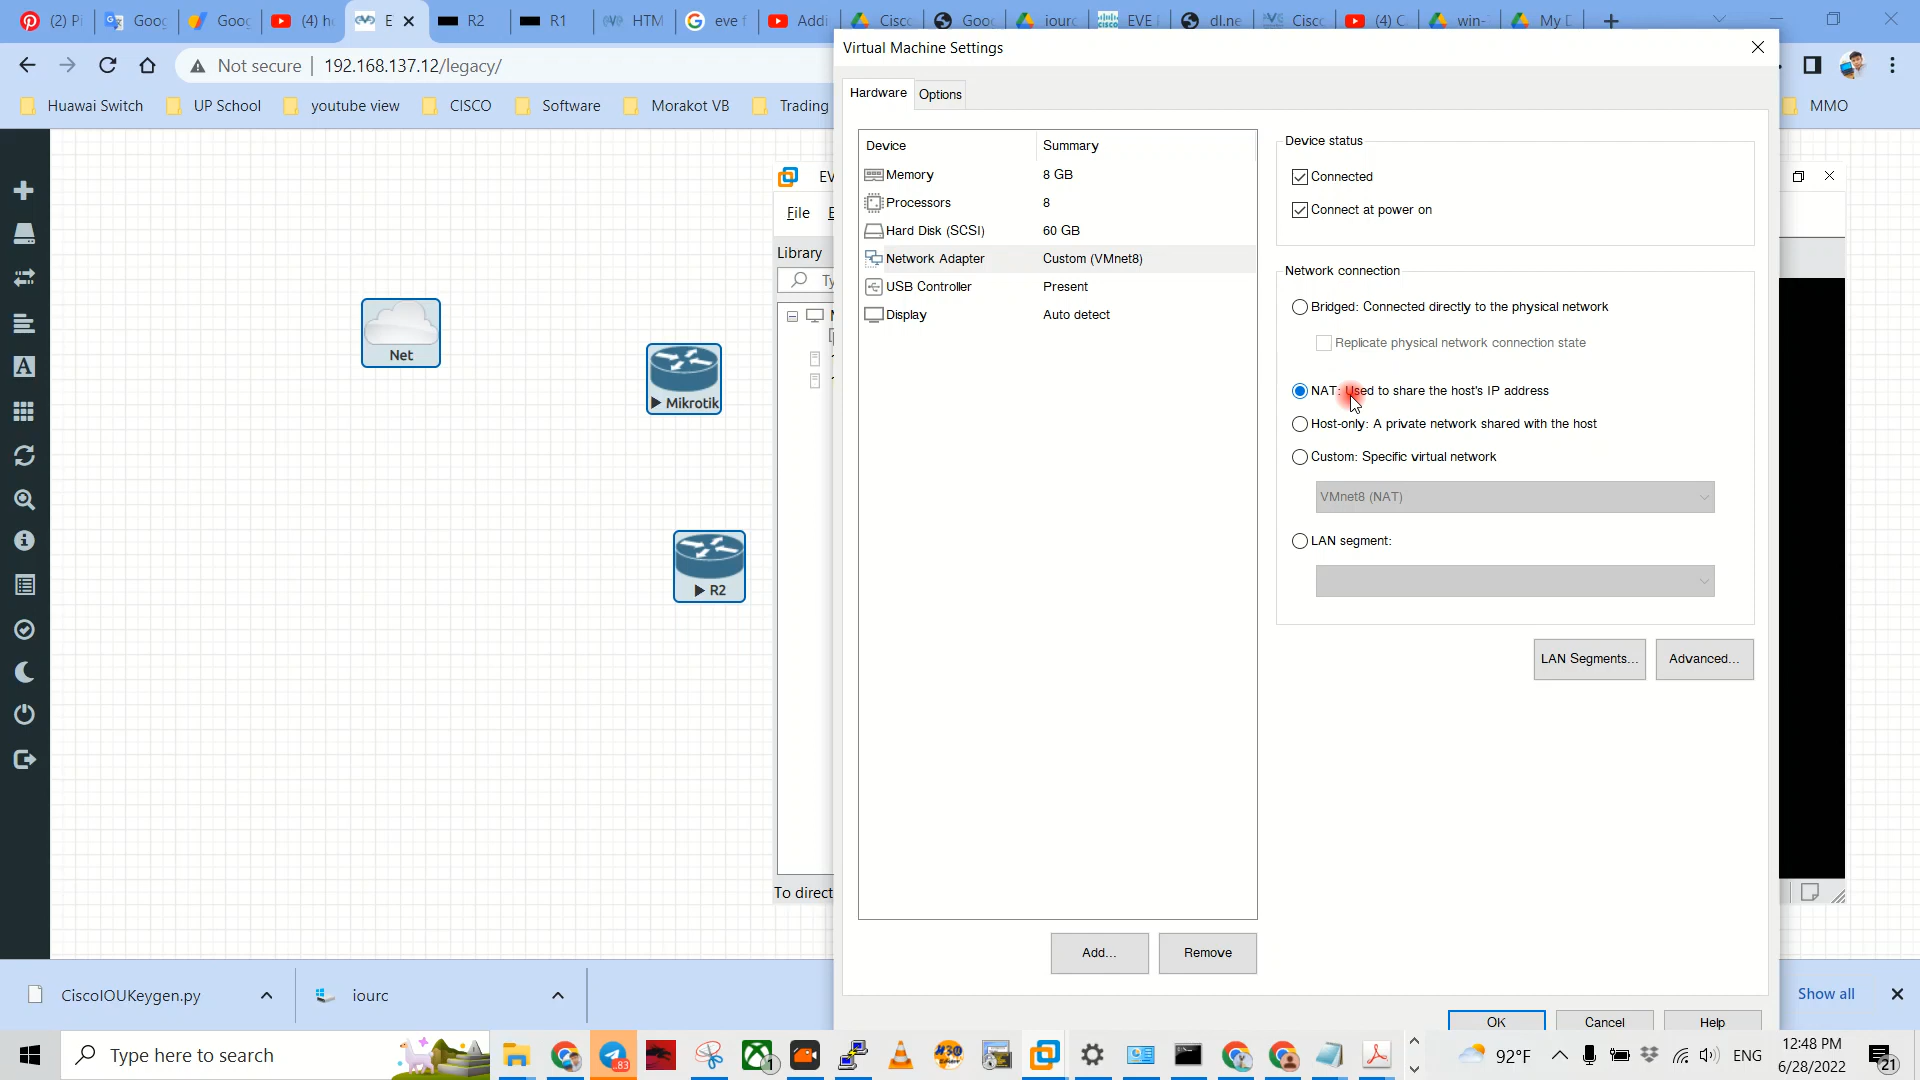 (2) Pi
Goog
Goog
(4) h
E
R2
R1
HTM
eve f
Addi
Cisco
Goo
iourc
EVE
dl.ne
Cisc
(4) C
win-
My D
Not secure
192.168.137.12/legacy/
Huawai Switch
UP School
youtube view
CISCO
Software
Morakot VB
Trading
MMO
Virtual Machine Settings
Hardware
Options
Device
Summary
Memory
8 GB
Processors
8
Hard Disk (SCSI)
60 GB
Network Adapter
Custom (VMnet8)
USB Controller
Present
Display
Auto detect
Device status
Connected
Connect at power on
Network connection
Bridged: Connected directly to the physical network
Replicate physical network connection state
NAT: Used to share the host's IP address
Host-only: A private network shared with the host
Custom: Specific virtual network
VMnet8 (NAT)
LAN segment:
LAN Segments...
Advanced...
Add...
Remove
OK
Cancel
Help
EV
File
Library
Ty
To direct
Net
Mikrotik
R2
CiscoIOUKeygen.py
iourc
Show all
Type here to search
83
1
92°F
ENG
12:48 PM
6/28/2022
21